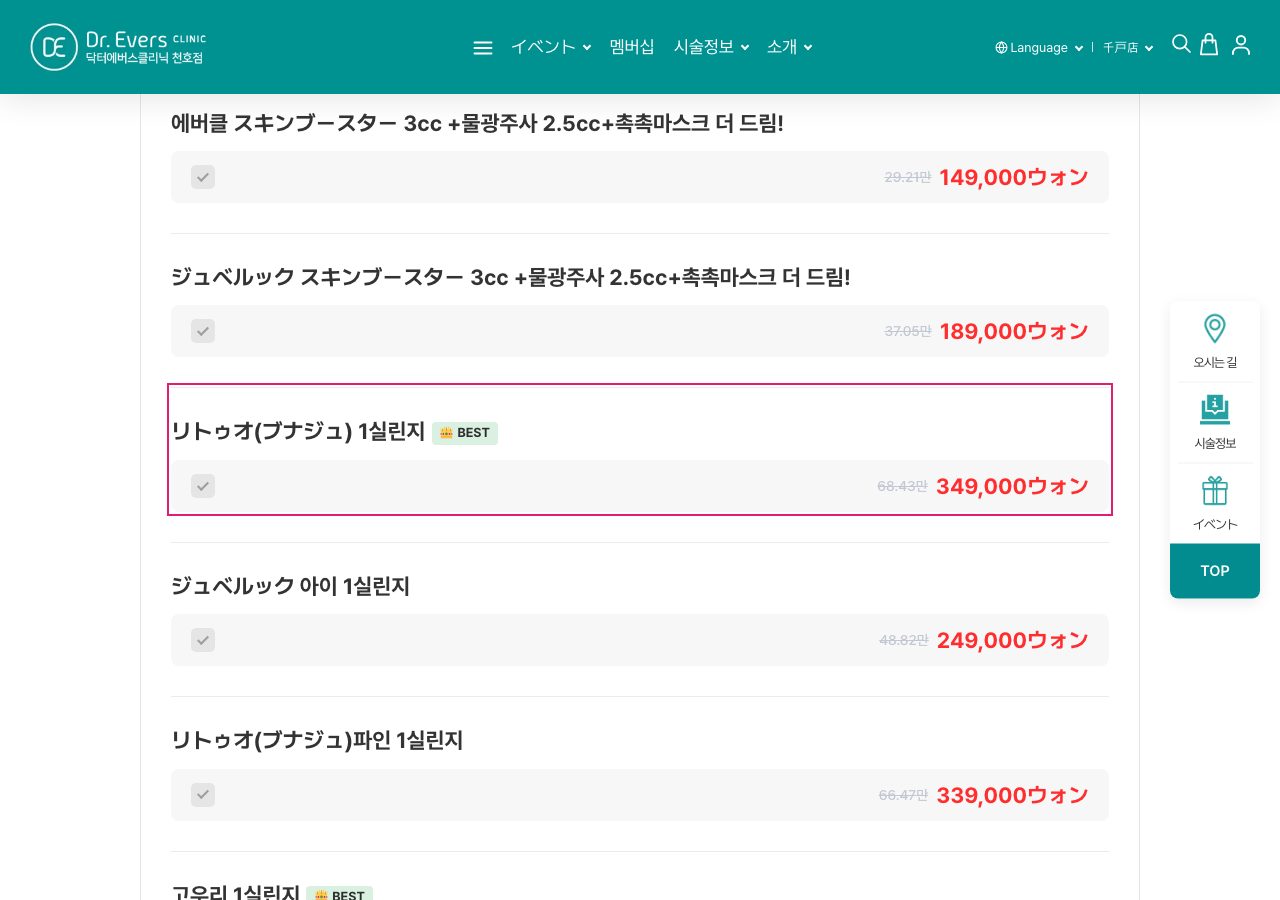 Dr. Evers CLINIC
닥터에버스클리닉 천호점
イベント 멤버십 시술정보 소개
Language | 千戸店
에버클 スキンブースター 3cc +물광주사 2.5cc+촉촉마스크 더 드림!
29.21만 149,000ウォン
ジュベルック スキンブースター 3cc +물광주사 2.5cc+촉촉마스크 더 드림!
37.05만 189,000ウォン
リトゥオ(ブナジュ) 1실린지 BEST
68.43만 349,000ウォン
ジュベルック 아이 1실린지
48.82만 249,000ウォン
リトゥオ(ブナジュ)파인 1실린지
66.47만 339,000ウォン
고우리 1실린지 BEST
오시는 길
시술정보
イベント
TOP